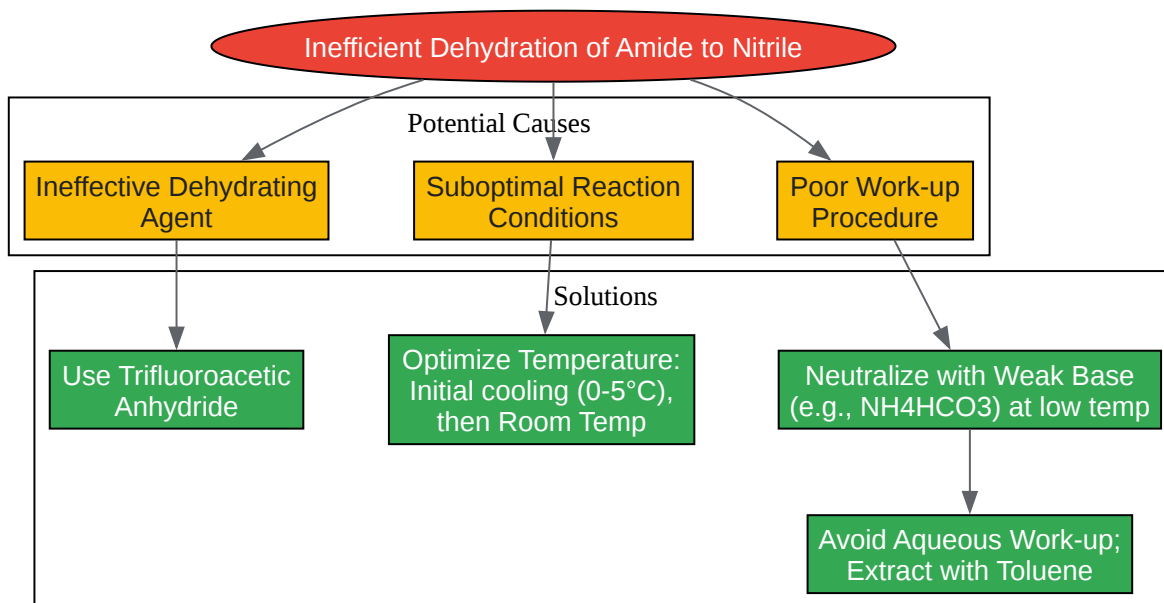 Inefficient Dehydration of Amide to Nitrile
Potential Causes
Ineffective Dehydrating
Agent
Suboptimal Reaction
Conditions
Poor Work-up
Procedure
Solutions
Use Trifluoroacetic
Anhydride
Optimize Temperature:
Initial cooling (0-5°C),
then Room Temp
Neutralize with Weak Base
(e.g., NH4HCO3) at low temp
Avoid Aqueous Work-up;
Extract with Toluene